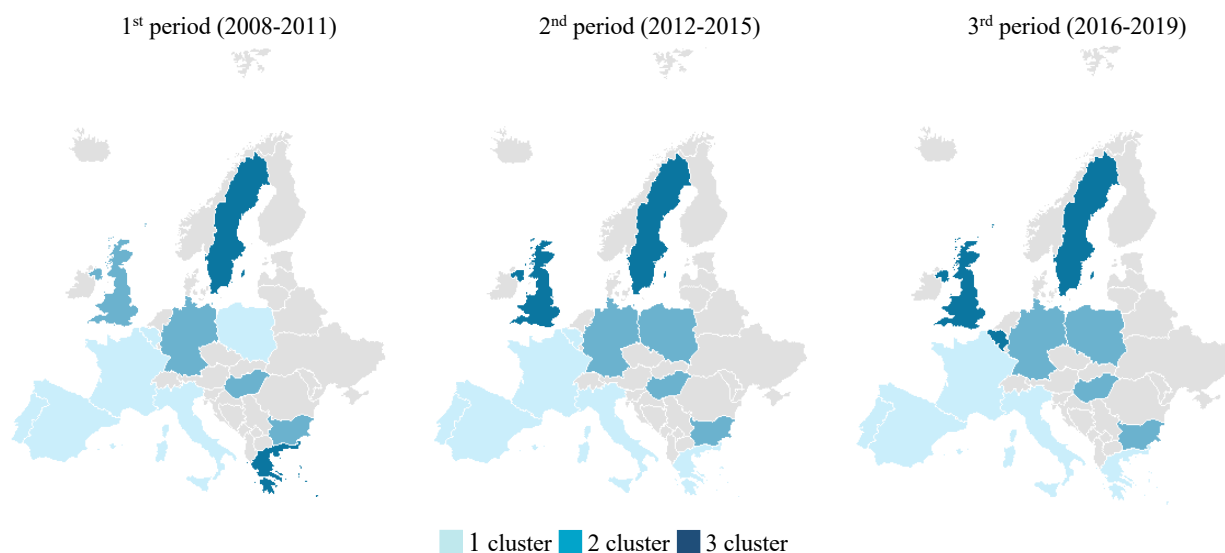 1st period (2008-2011)
2nd period (2012-2015)
3rd period (2016-2019)
1 cluster 2 cluster 3 cluster